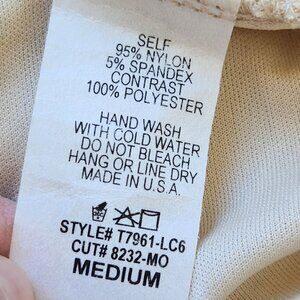 SELF
95% NYLON
5% SPANDEX
CONTRAST
100% POLYESTER
HAND WASH
WITH COLD WATER
DO NOT BLEACH
HANG OR LINE DRY
MADE IN U.S.A.
STYLE# T7961-LC6
CUT# 8232-MO
MEDIUM